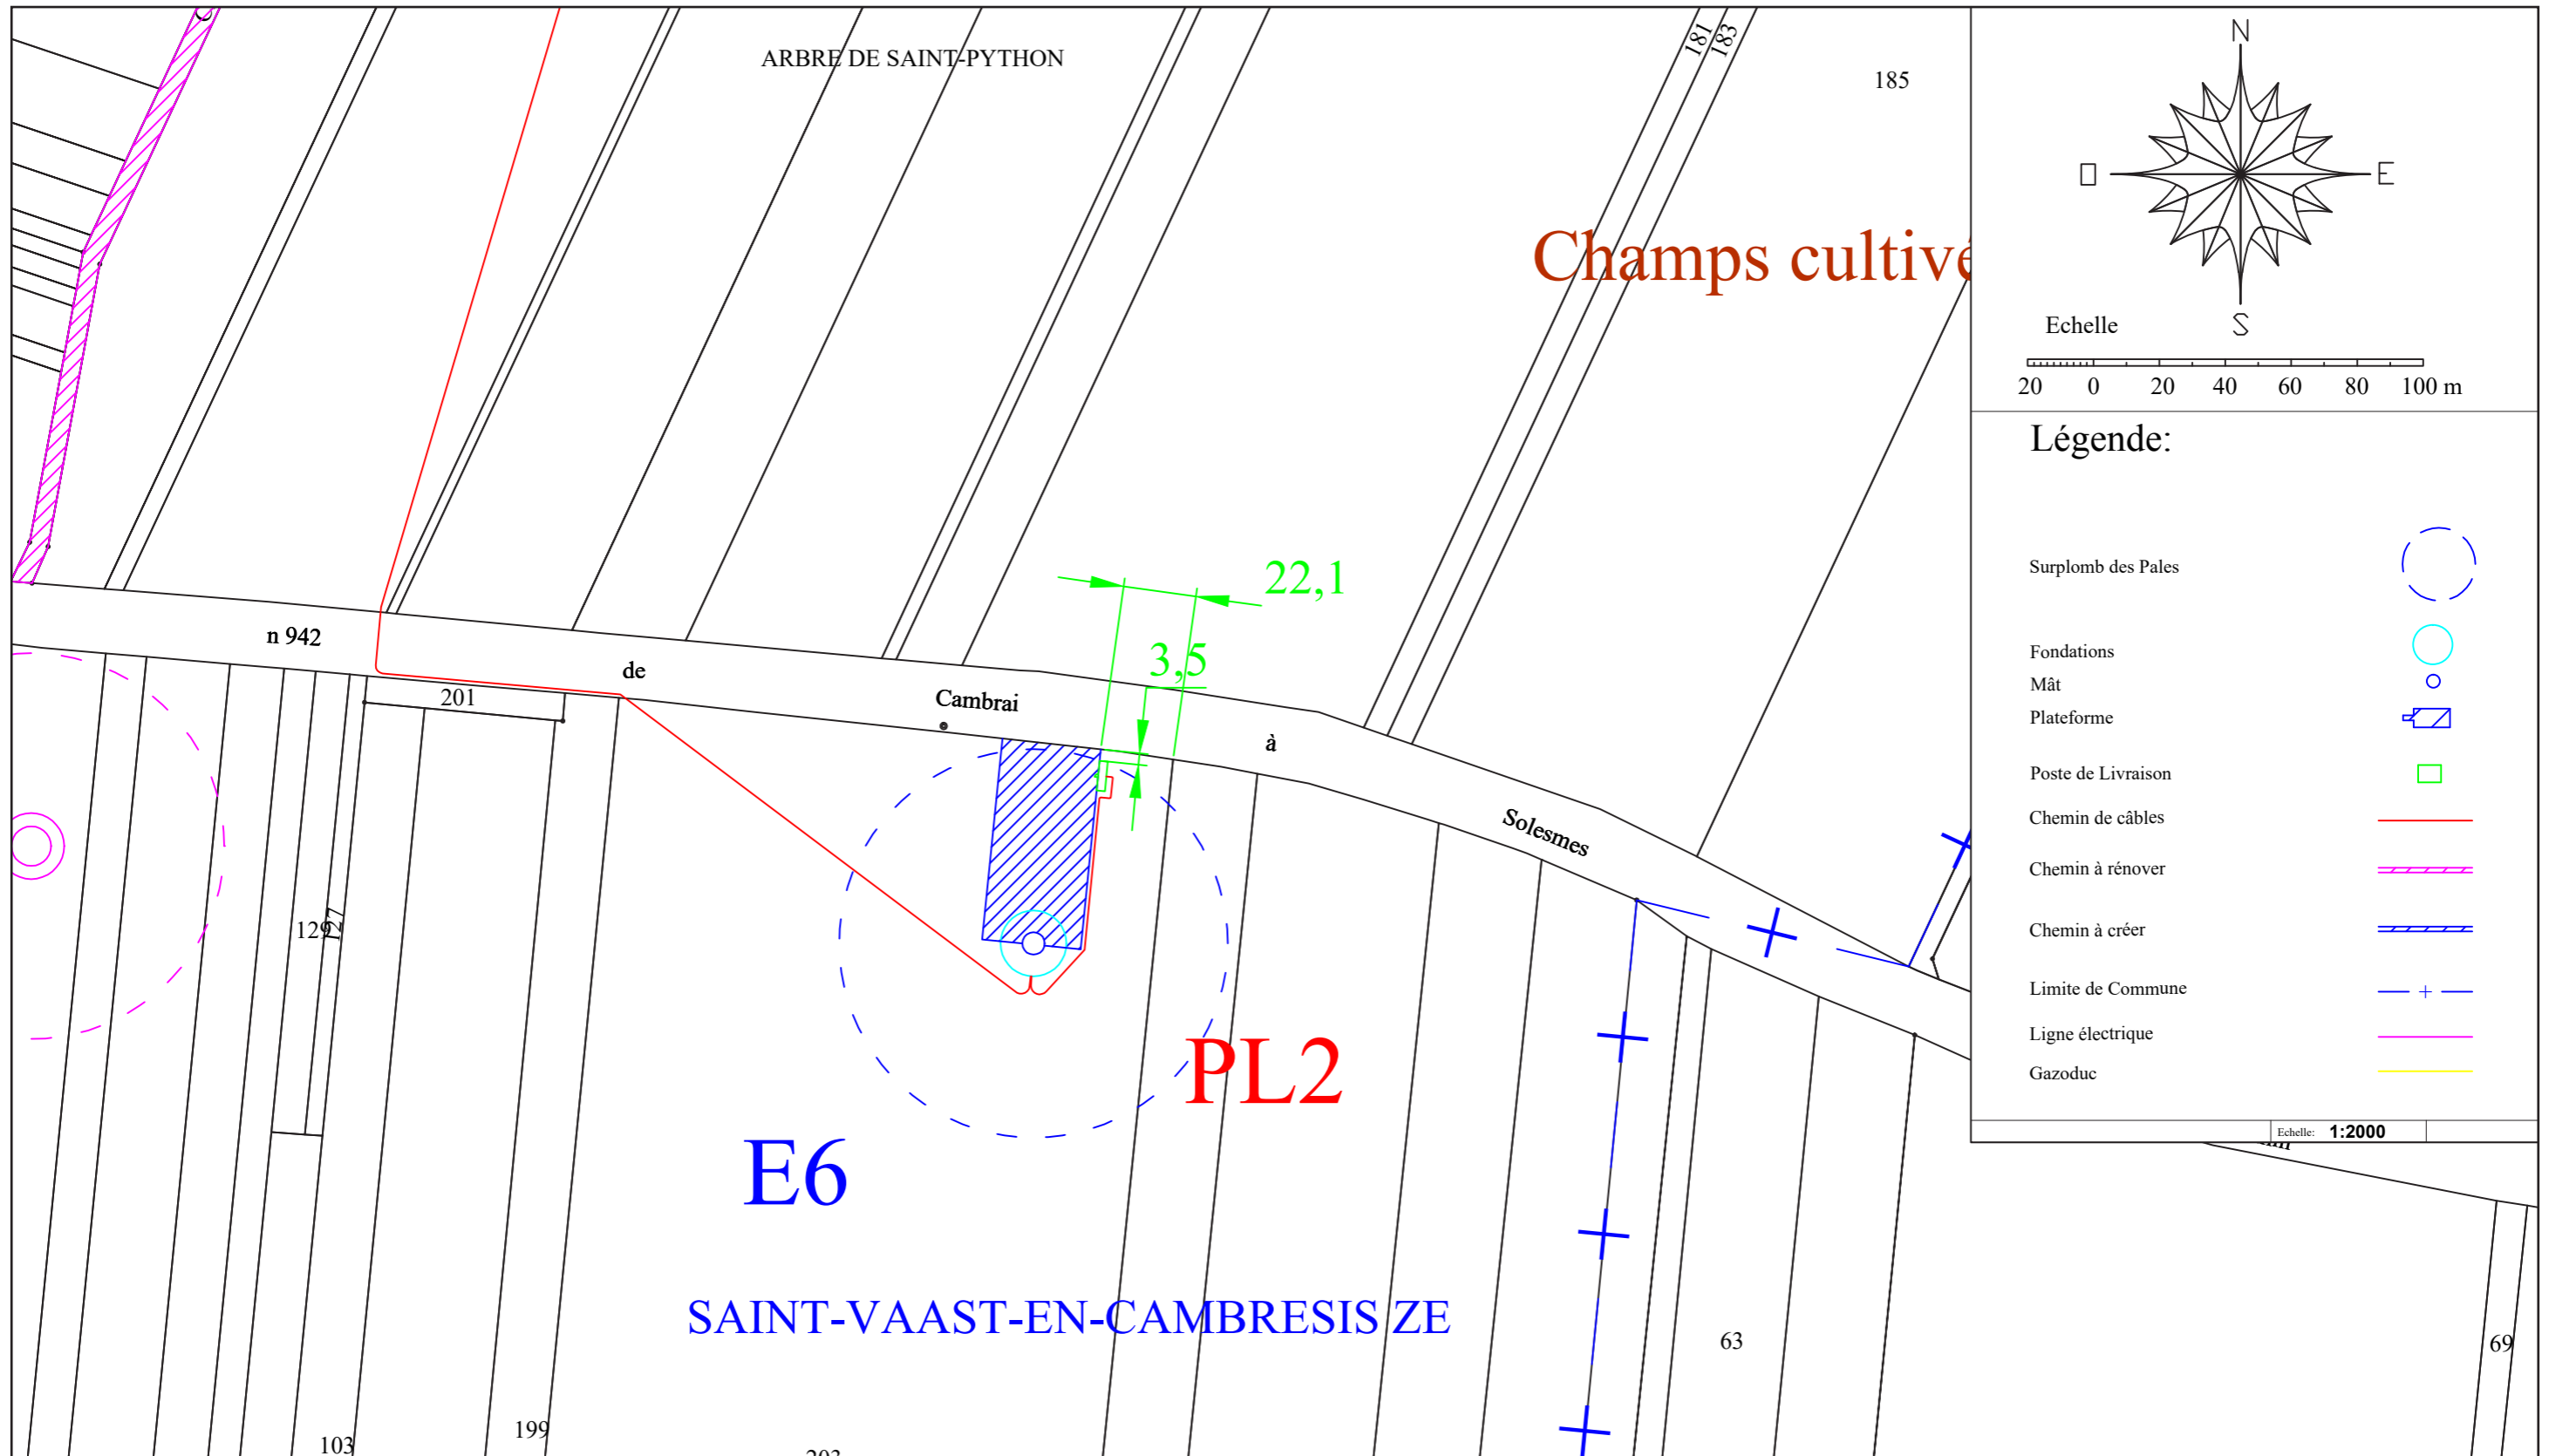 ARBRE DE SAINT-PYTHON
181
183
185
Champs cultivé
N
O
E
S
Echelle
20 0 20 40 60 80 100 m
Légende:
Surplomb des Pales
Fondations
Mât
Plateforme
Poste de Livraison
Chemin de câbles
Chemin à rénover
Chemin à créer
Limite de Commune
Ligne électrique
Gazoduc
Echelle: 1:2000
22,1
3,5
n 942
de
Cambrai
à
Solesmes
201
129
127
PL2
E6
SAINT-VAAST-EN-CAMBRESIS ZE
63
69
199
103
203